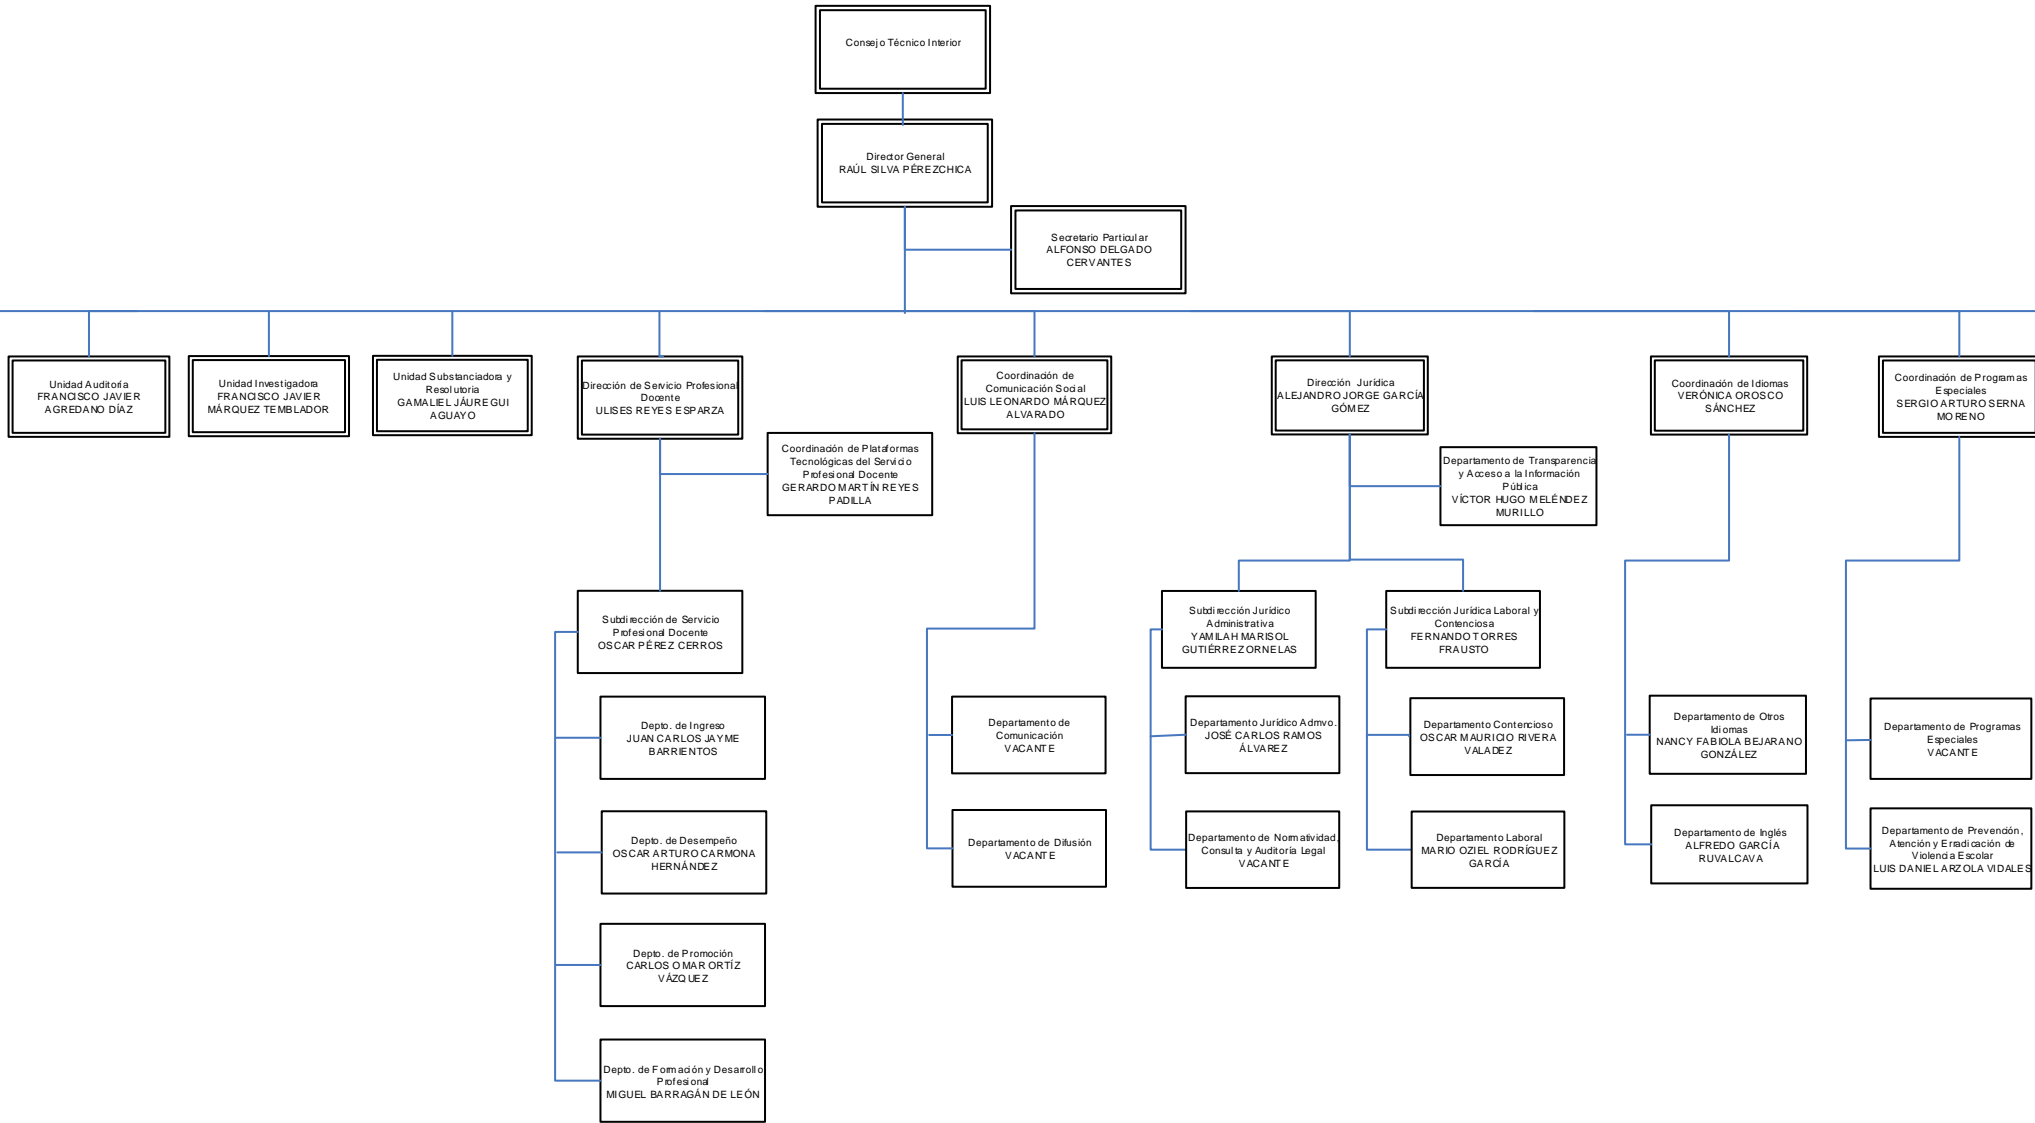 Consejo Técnico Interior
Director General
RAÚL SILVA PÉREZCHICA
Secretario Particular
ALFONSO DELGADO
CERVANTES
Unidad Auditoría
FRANCISCO JAVIER
AGREDANO DÍAZ
Unidad Investigadora
FRANCISCO JAVIER
MÁRQUEZ TEMBLADOR
Unidad Substanciadora y
Resolutoria
GAMALIEL JÁUREGUI
AGUAYO
Dirección de Servicio Profesional
Docente
ULISES REYES ESPARZA
Coordinación de
Comunicación Social
LUIS LEONARDO MÁRQUEZ
ALVARADO
Dirección Jurídica
ALEJANDRO JORGE GARCÍA
GÓMEZ
Coordinación de Idiomas
VERÓNICA OROSCO
SÁNCHEZ
Coordinación de Programas
Especiales
SERGIO ARTURO SERNA
MORENO
Coordinación de Plataformas
Tecnológicas del Servicio
Profesional Docente
GERARDO MARTÍN REYES
PADILLA
Departamento de Transparencia
y Acceso a la Información
Pública
VÍCTOR HUGO MELÉNDEZ
MURILLO
Subdirección de Servicio
Profesional Docente
OSCAR PÉREZ CERROS
Subdirección Jurídico
Administrativa
YAMILAH MARISOL
GUTIÉRREZ ORNELAS
Subdirección Jurídica Laboral y
Contenciosa
FERNANDO TORRES
FRAUSTO
Depto. de Ingreso
JUAN CARLOS JAYME
BARRIENTOS
Departamento de
Comunicación
VACANTE
Departamento Jurídico Admvo.
JOSÉ CARLOS RAMOS
ÁLVAREZ
Departamento Contencioso
OSCAR MAURICIO RIVERA
VALADEZ
Departamento de Otros
Idiomas
NANCY FABIOLA BEJARANO
GONZÁLEZ
Departamento de Programas
Especiales
VACANTE
Depto. de Desempeño
OSCAR ARTURO CARMONA
HERNÁNDEZ
Departamento de Difusión
VACANTE
Departamento de Normatividad,
Consulta y Auditoría Legal
VACANTE
Departamento Laboral
MARIO OZIEL RODRÍGUEZ
GARCÍA
Departamento de Inglés
ALFREDO GARCÍA
RUVALCAVA
Departamento de Prevención,
Atención y Erradicación de
Violencia Escolar
LUIS DANIEL ARZOLA VIDALES
Depto. de Promoción
CARLOS OMAR ORTÍZ
VÁZQUEZ
Depto. de Formación y Desarrollo
Profesional
MIGUEL BARRAGÁN DE LEÓN